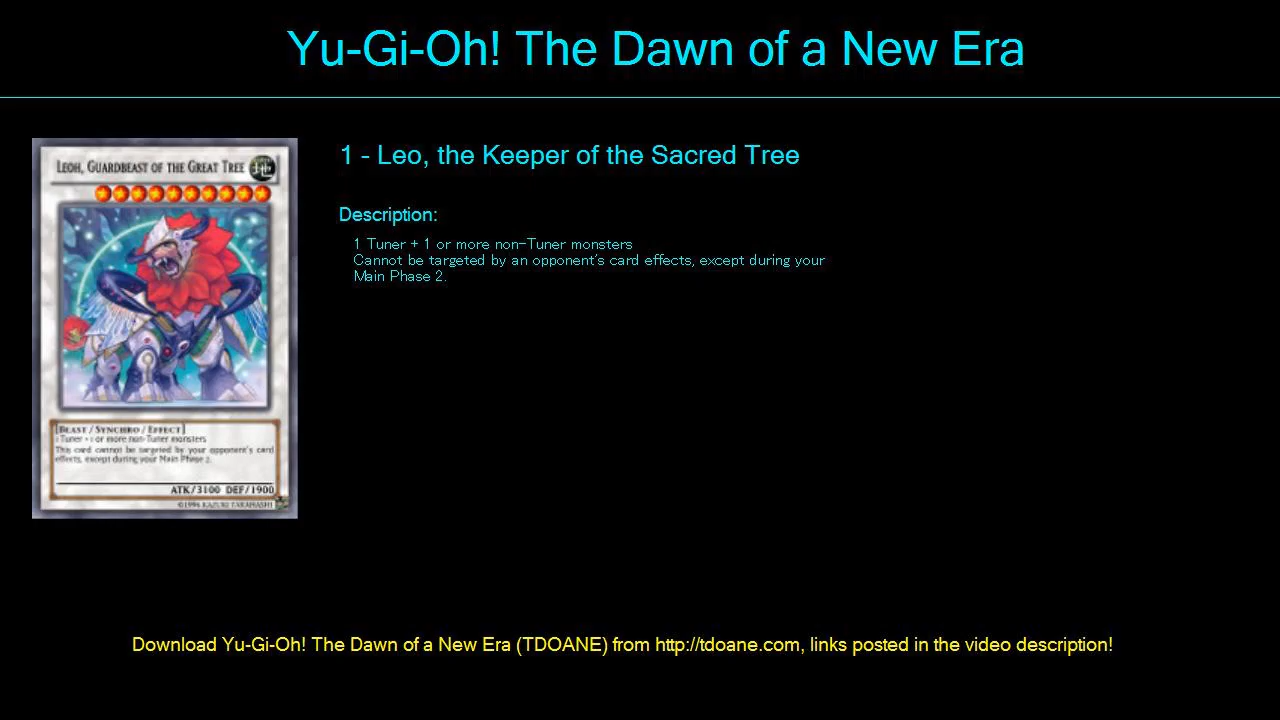 Yu-Gi-Oh! The Dawn of a New Era
LEOH, GUARDBEAST OF THE GREAT TREE
地
[BEAST / SYNCHRO / EFFECT]
1 Tuner + 1 or more non-Tuner monsters
This card cannot be targeted by your opponent's card
effects, except during your Main Phase 2.
ATK/3100 DEF/1900
©1996 KAZUKI TAKAHASHI
1 - Leo, the Keeper of the Sacred Tree
Description:
1 Tuner + 1 or more non-Tuner monsters
Cannot be targeted by an opponent's card effects, except during your
Main Phase 2.
Download Yu-Gi-Oh! The Dawn of a New Era (TDOANE) from http://tdoane.com, links posted in the video description!